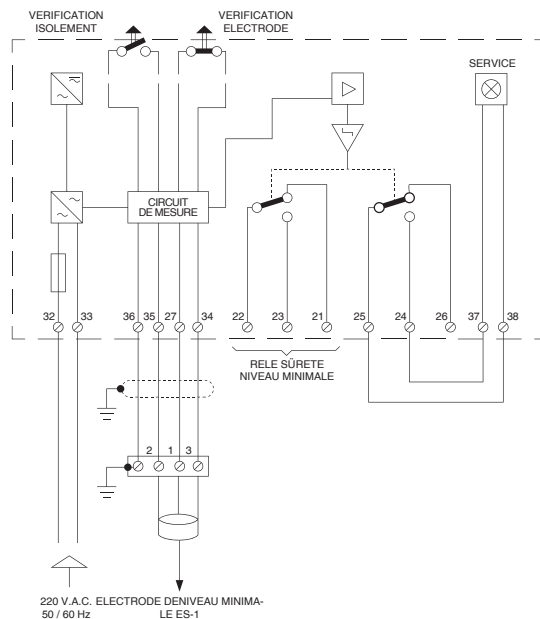 VERIFICATION
ISOLEMENT
VERIFICATION
ELECTRODE
SERVICE
CIRCUIT
DE MESURE
32 33 36 35 27 34 22 23 21 25 24 26 37 38
RELE SÛRETE
NIVEAU MINIMALE
2 1 3
220 V.A.C.
50 / 60 Hz
ELECTRODE DENIVEAU MINIMA-
LE ES-1